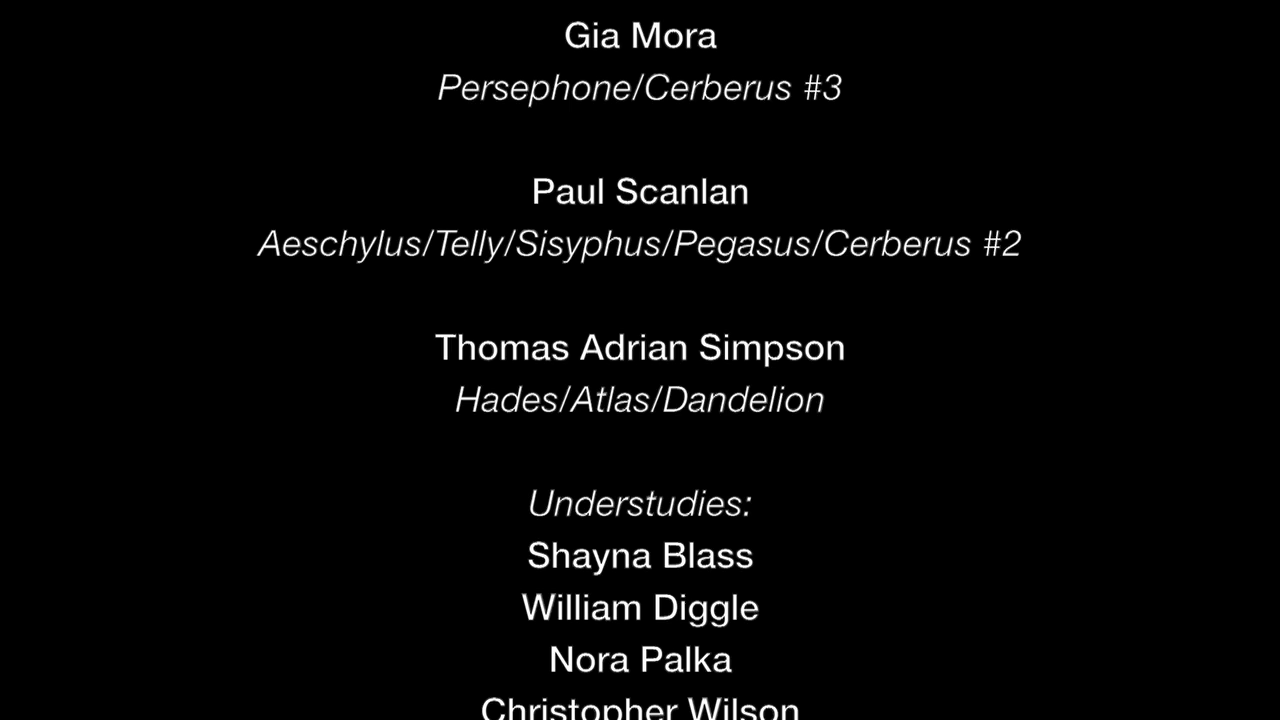 Gia Mora
Persephone/Cerberus #3
Paul Scanlan
Aeschylus/Telly/Sisyphus/Pegasus/Cerberus #2
Thomas Adrian Simpson
Hades/Atlas/Dandelion
Understudies:
Shayna Blass
William Diggle
Nora Palka
Christopher Wilson